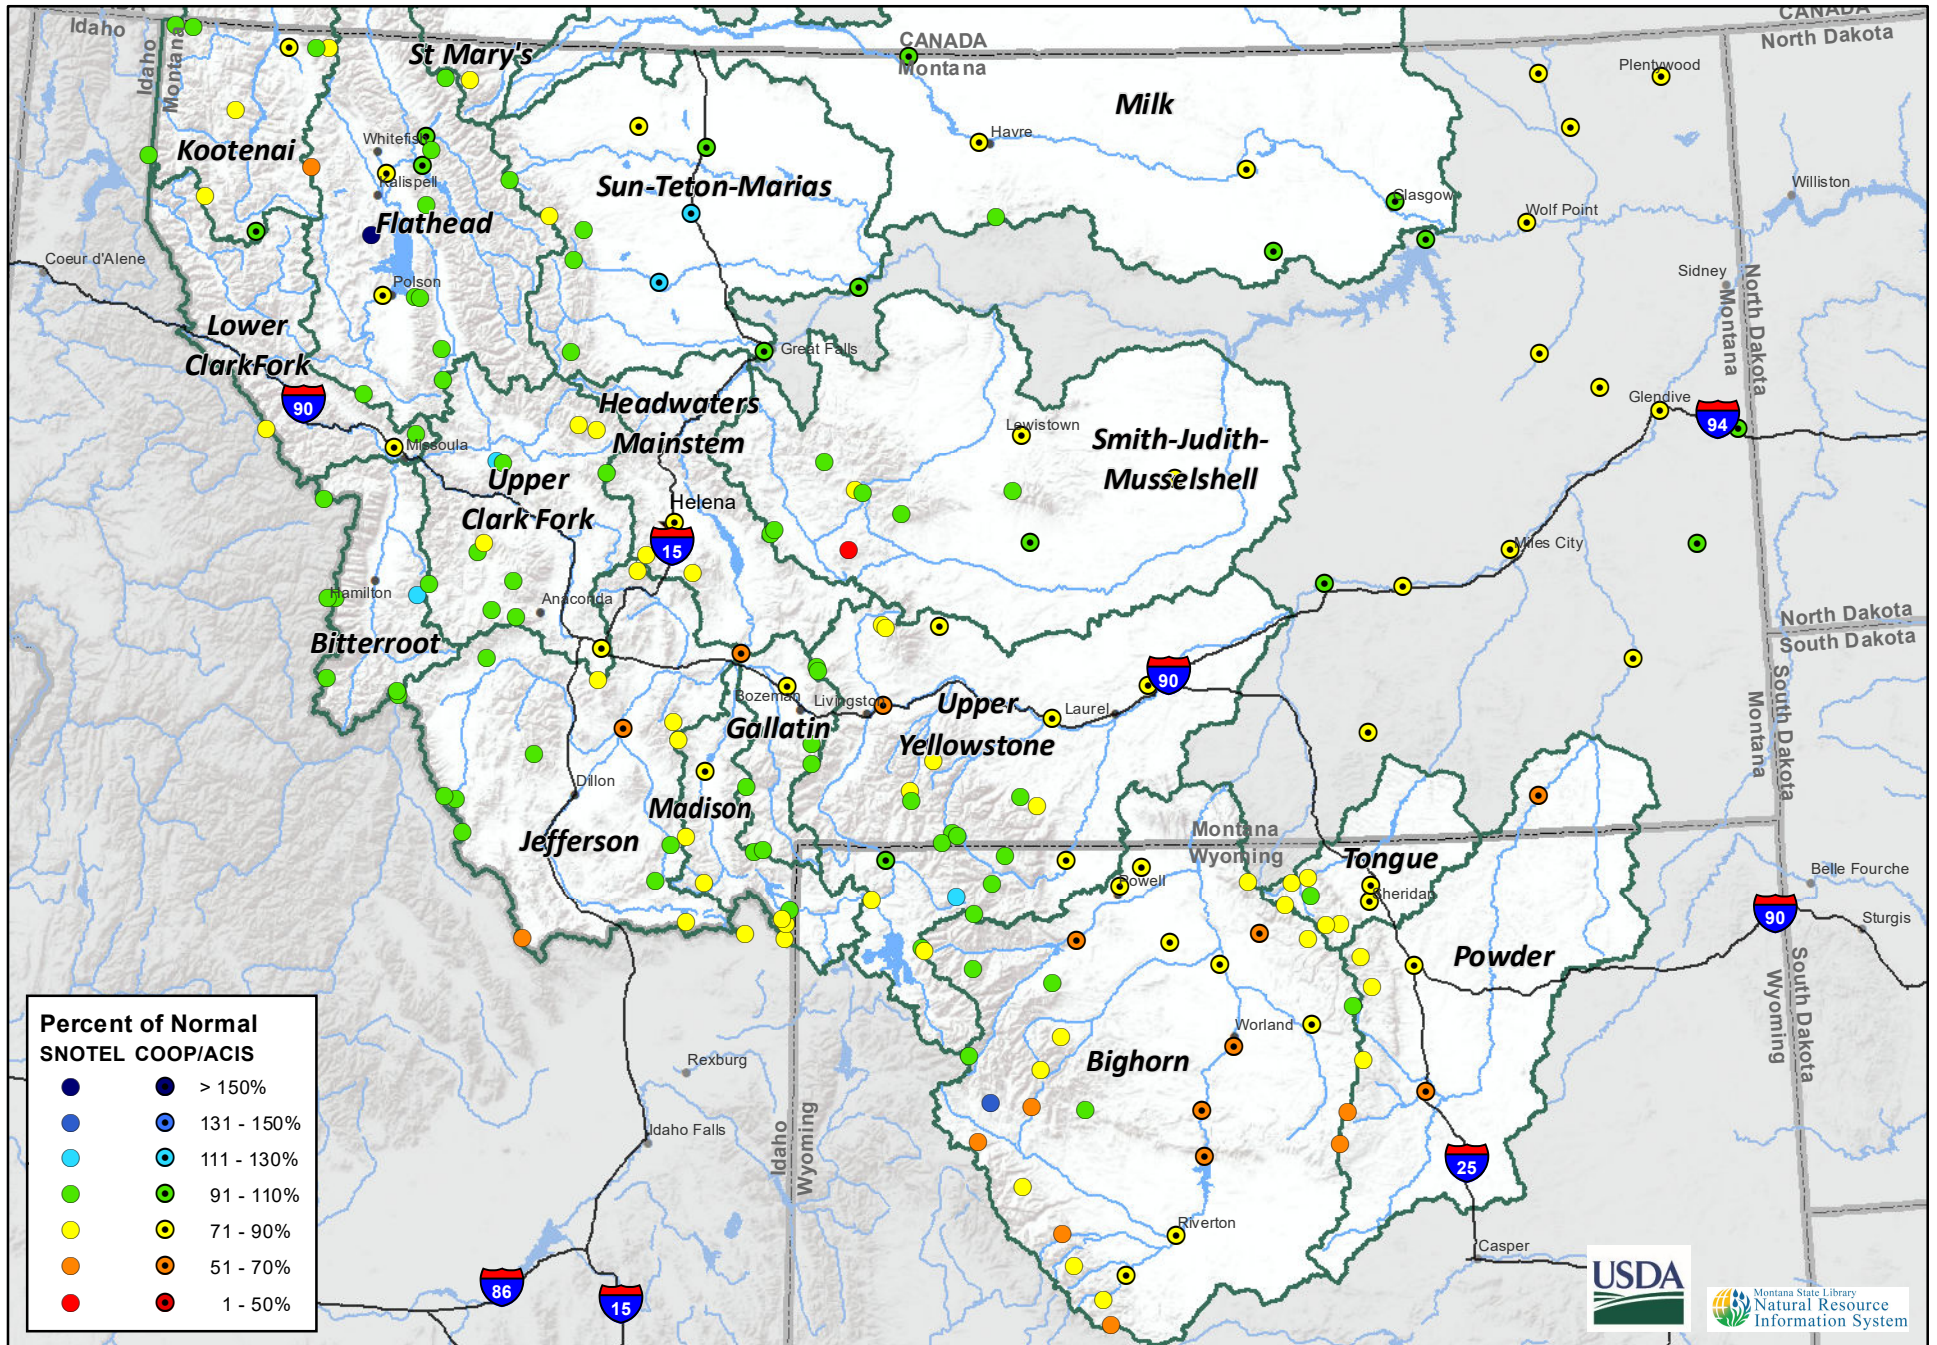 CANADA
Idaho
Idaho
Montana
St Mary's
CANADA
Montana
CANADA
North Dakota
Plentywood
Milk
Havre
Whitefish
Kootenai
Kalispell
Sun-Teton-Marias
Glasgow
Williston
Wolf Point
Flathead
Coeur d'Alene
Polson
Sidney
Montana
North Dakota
Lower
ClarkFork
Great Falls
90
Headwaters
Mainstem
Glendive
94
Lewistown
Smith-Judith-
Musselshell
Missoula
Upper
Clark Fork
Helena
15
Miles City
Hamilton
Anaconda
North Dakota
South Dakota
Bitterroot
90
Bozeman
Livingston
Upper
Yellowstone
Laurel
Gallatin
Montana
South Dakota
Dillon
Madison
Jefferson
Montana
Wyoming
Tongue
Powell
Sheridan
Belle Fourche
90
Sturgis
Powder
Wyoming
South Dakota
Worland
Bighorn
Rexburg
Idaho
Wyoming
Idaho Falls
25
Riverton
Casper
86
15
Percent of Normal
SNOTEL COOP/ACIS
> 150%
131 - 150%
111 - 130%
91 - 110%
71 - 90%
51 - 70%
1 - 50%
USDA
Montana State Library
Natural Resource
Information System